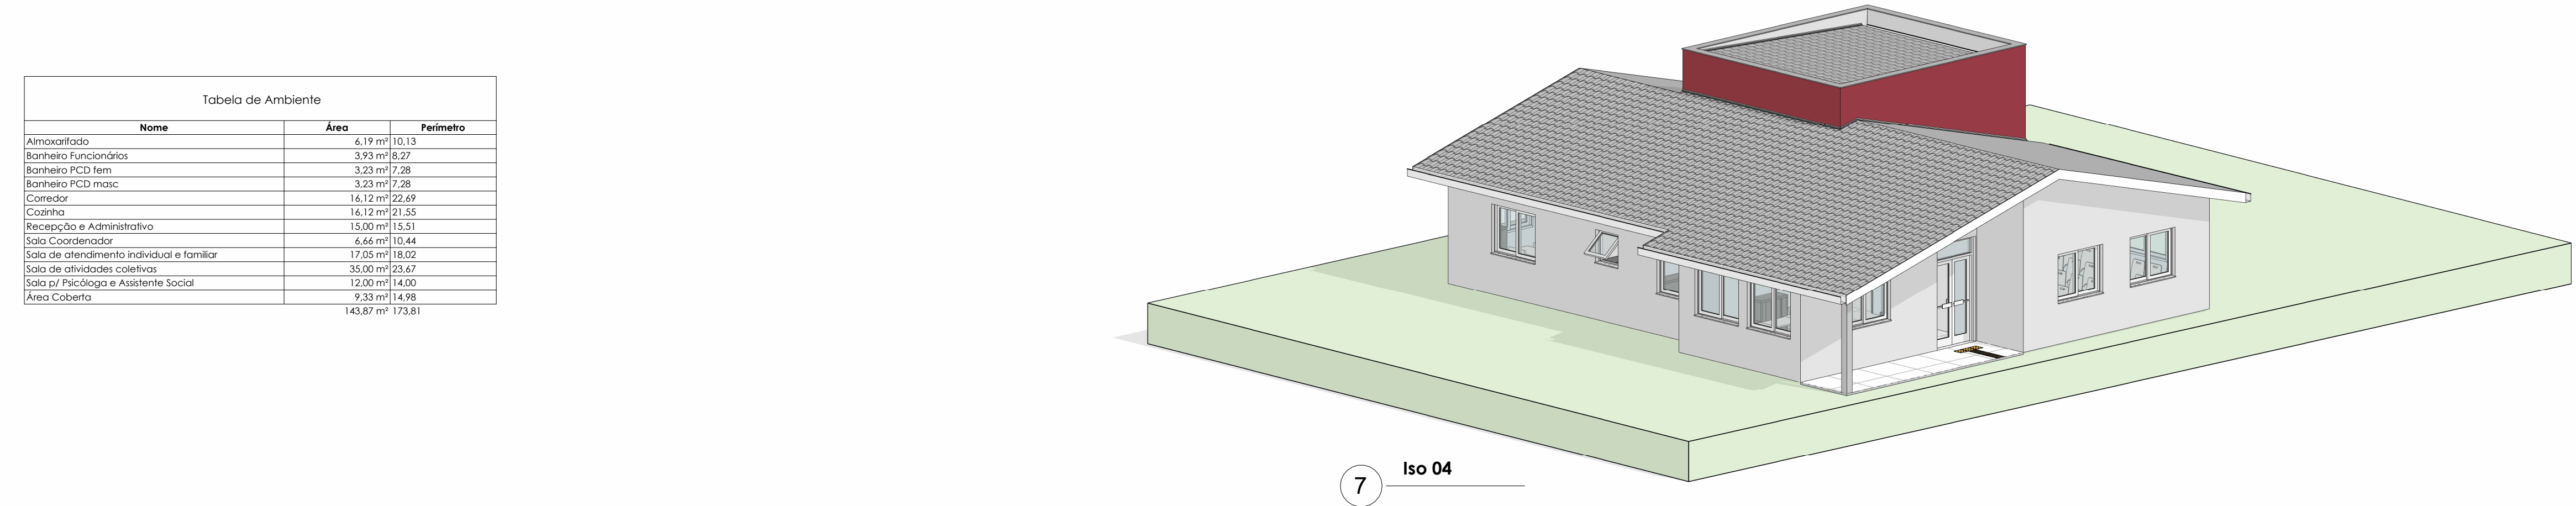 Tabela de Ambiente
Nome Área Perímetro
Almoxarifado 6,19 m² 10,13
Banheiro Funcionários 3,93 m² 8,27
Banheiro PCD fem 3,23 m² 7,28
Banheiro PCD masc 3,23 m² 7,28
Corredor 16,12 m² 22,69
Cozinha 16,12 m² 21,55
Recepção e Administrativo 15,00 m² 15,51
Sala Coordenador 6,66 m² 10,44
Sala de atendimento individual e familiar 17,05 m² 18,02
Sala de atividades coletivas 35,00 m² 23,67
Sala p/ Psicóloga e Assistente Social 12,00 m² 14,00
Área Coberta 9,33 m² 14,98
143,87 m² 173,81
Iso 04
7